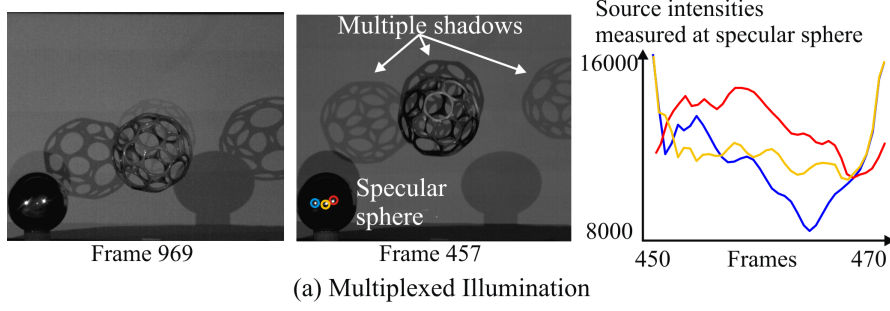 Multiple shadows
Specular
sphere
Frame 969
Frame 457
Source intensities
measured at specular sphere
16000
8000
450
Frames
470
(a) Multiplexed Illumination